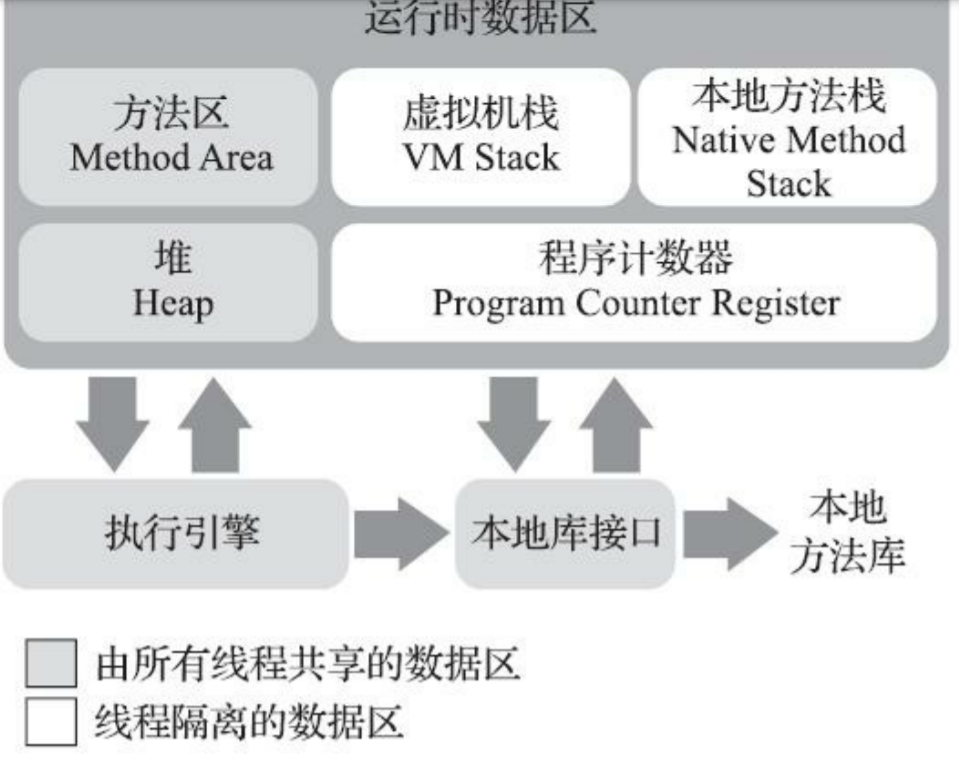 运行时数据区
方法区
Method Area
虚拟机栈
VM Stack
本地方法栈
Native Method
Stack
堆
Heap
程序计数器
Program Counter Register
执行引擎
本地库接口
本地
方法库
由所有线程共享的数据区
线程隔离的数据区